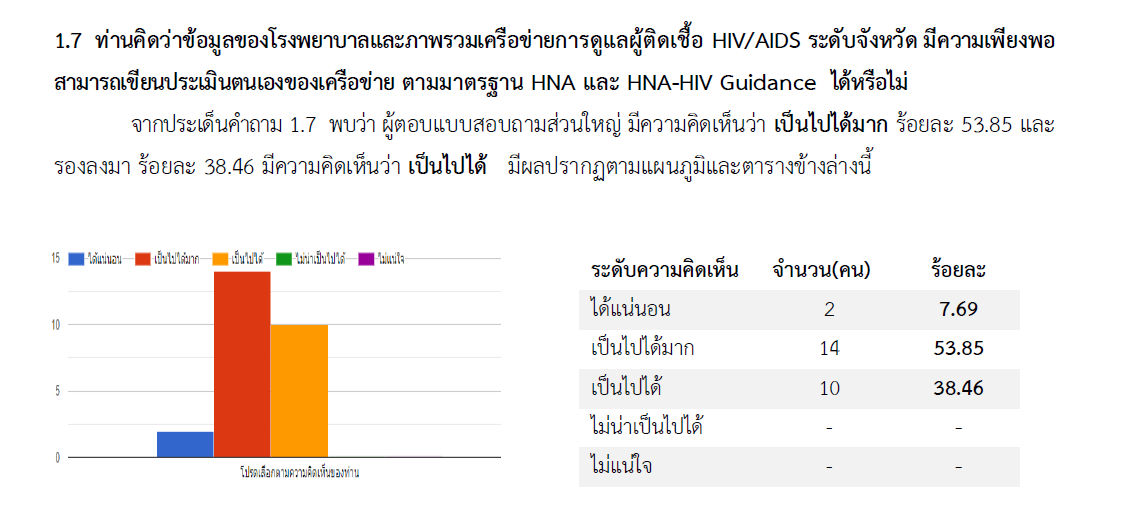 1.7 ท่านคิดว่าข้อมูลของโรงพยาบาลและภาพรวมเครือข่ายการดูแลผู้ติดเชื้อ HIV/AIDS ระดับจังหวัด มีความเพียงพอ
สามารถเขียนประเมินตนเองของเครือข่าย ตามมาตรฐาน HNA และ HNA-HIV Guidance ได้หรือไม่
จากประเด็นคำถาม 1.7 พบว่า ผู้ตอบแบบสอบถามส่วนใหญ่ มีความคิดเห็นว่า เป็นไปได้มาก ร้อยละ 53.85 และ
รองลงมา ร้อยละ 38.46 มีความคิดเห็นว่า เป็นไปได้ มีผลปรากฏตามแผนภูมิและตารางข้างล่างนี้
15 ได้แน่นอน เป็นไปได้มาก เป็นไปได้ ไม่น่าเป็นไปได้ ไม่แน่ใจ
10
5
0
โปรดเลือกตามความคิดเห็นของท่าน
ระดับความคิดเห็น จำนวน(คน) ร้อยละ
ได้แน่นอน 2 7.69
เป็นไปได้มาก 14 53.85
เป็นไปได้ 10 38.46
ไม่น่าเป็นไปได้ - -
ไม่แน่ใจ - -